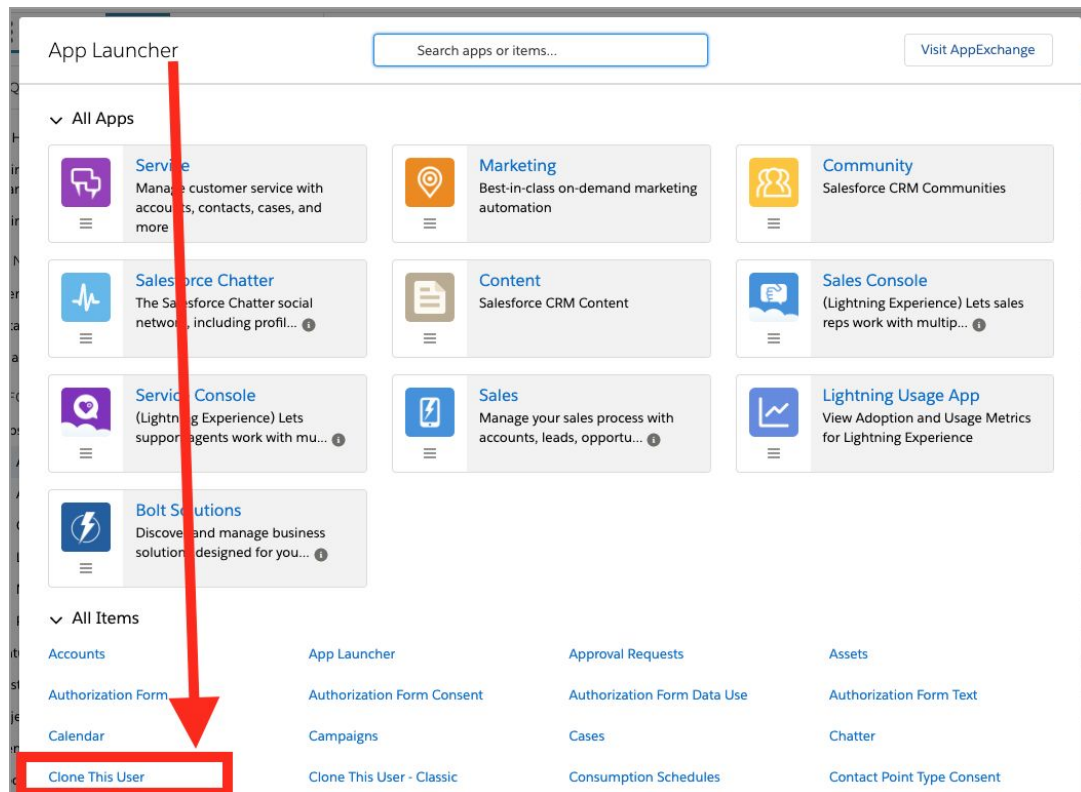 App Launcher
Search apps or items...
Visit AppExchange
All Apps
Service
Manage customer service with
accounts, contacts, cases, and
more
Marketing
Best-in-class on-demand marketing
automation
Community
Salesforce CRM Communities
Salesforce Chatter
The Salesforce Chatter social
network, including profil...
Content
Salesforce CRM Content
Sales Console
(Lightning Experience) Lets sales
reps work with multip...
Service Console
(Lightning Experience) Lets
support agents work with mu...
Sales
Manage your sales process with
accounts, leads, opportu...
Lightning Usage App
View Adoption and Usage Metrics
for Lightning Experience
Bolt Solutions
Discover and manage business
solutions designed for you...
All Items
Accounts
App Launcher
Approval Requests
Assets
Authorization Form
Authorization Form Consent
Authorization Form Data Use
Authorization Form Text
Calendar
Campaigns
Cases
Chatter
Clone This User
Clone This User - Classic
Consumption Schedules
Contact Point Type Consent